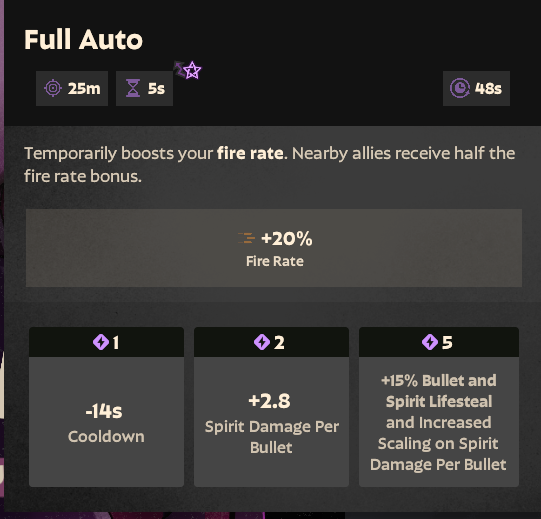 Full Auto
25m 5s 48s
Temporarily boosts your fire rate. Nearby allies receive half the
fire rate bonus.
+20%
Fire Rate
1
-14s
Cooldown
2
+2.8
Spirit Damage Per
Bullet
5
+15% Bullet and
Spirit Lifesteal
and Increased
Scaling on Spirit
Damage Per Bullet